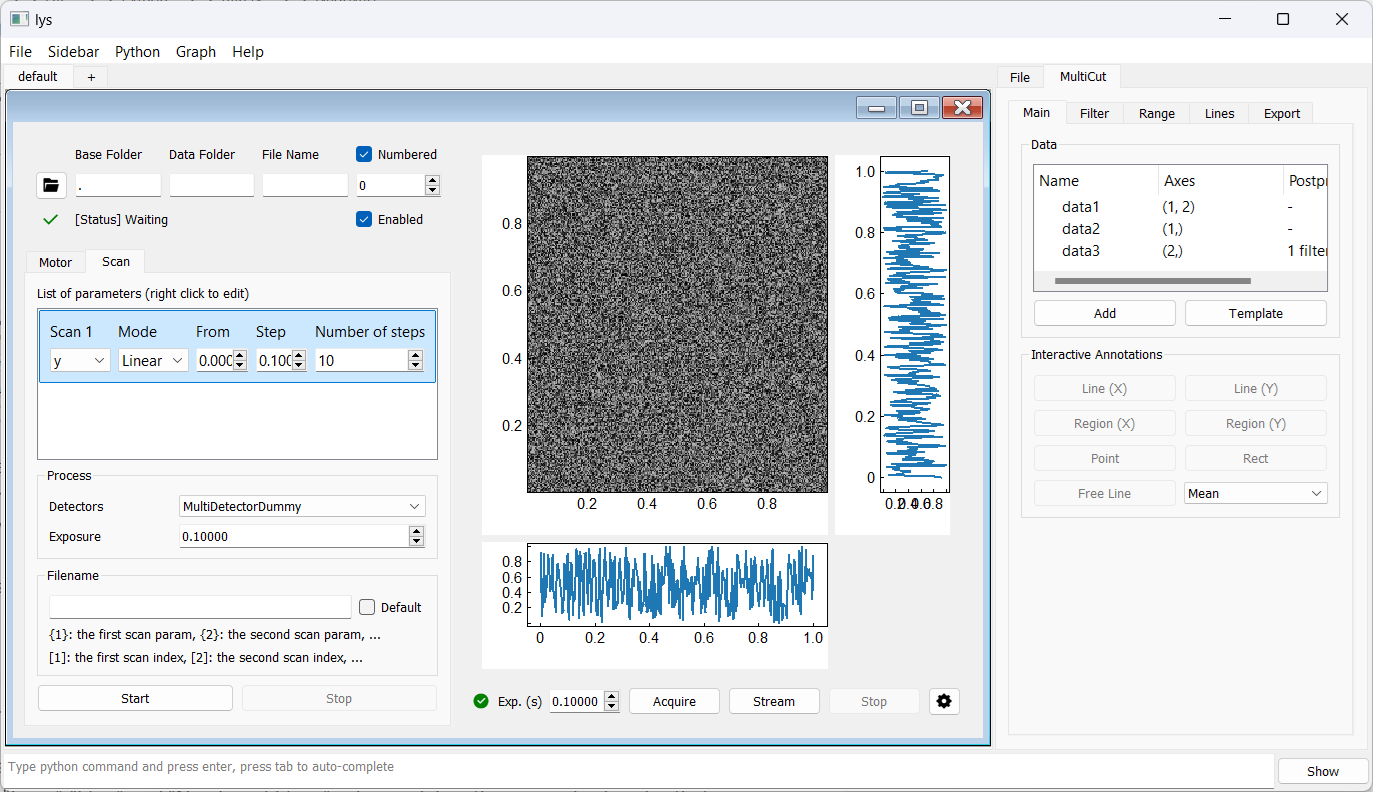 lys
File Sidebar Python Graph Help
default +
File MultiCut
Main Filter Range Lines Export
Base Folder Data Folder File Name Numbered
. 0
[Status] Waiting Enabled
Motor Scan
List of parameters (right click to edit)
Scan 1 Mode From Step Number of steps
y Linear 0.000 0.100 10
Process
Detectors MultiDetectorDummy
Exposure 0.10000
Filename
Default
{1}: the first scan param, {2}: the second scan param, ...
[1]: the first scan index, [2]: the second scan index, ...
Start Stop
0.8
0.6
0.4
0.2
0.2 0.4 0.6 0.8
1.0
0.8
0.6
0.4
0.2
0
0.2 0.4 0.6 0.8
0.8
0.6
0.4
0.2
0 0.2 0.4 0.6 0.8 1.0
Exp. (s) 0.10000 Acquire Stream Stop
Data
Name Axes
data1 (1, 2) -
data2 (1,) -
data3 (2,) 1
Add Template
Interactive Annotations
Line (X) Line (Y)
Region (X) Region (Y)
Point Rect
Free Line Mean
Type python command and press enter, press tab to auto-complete
Show